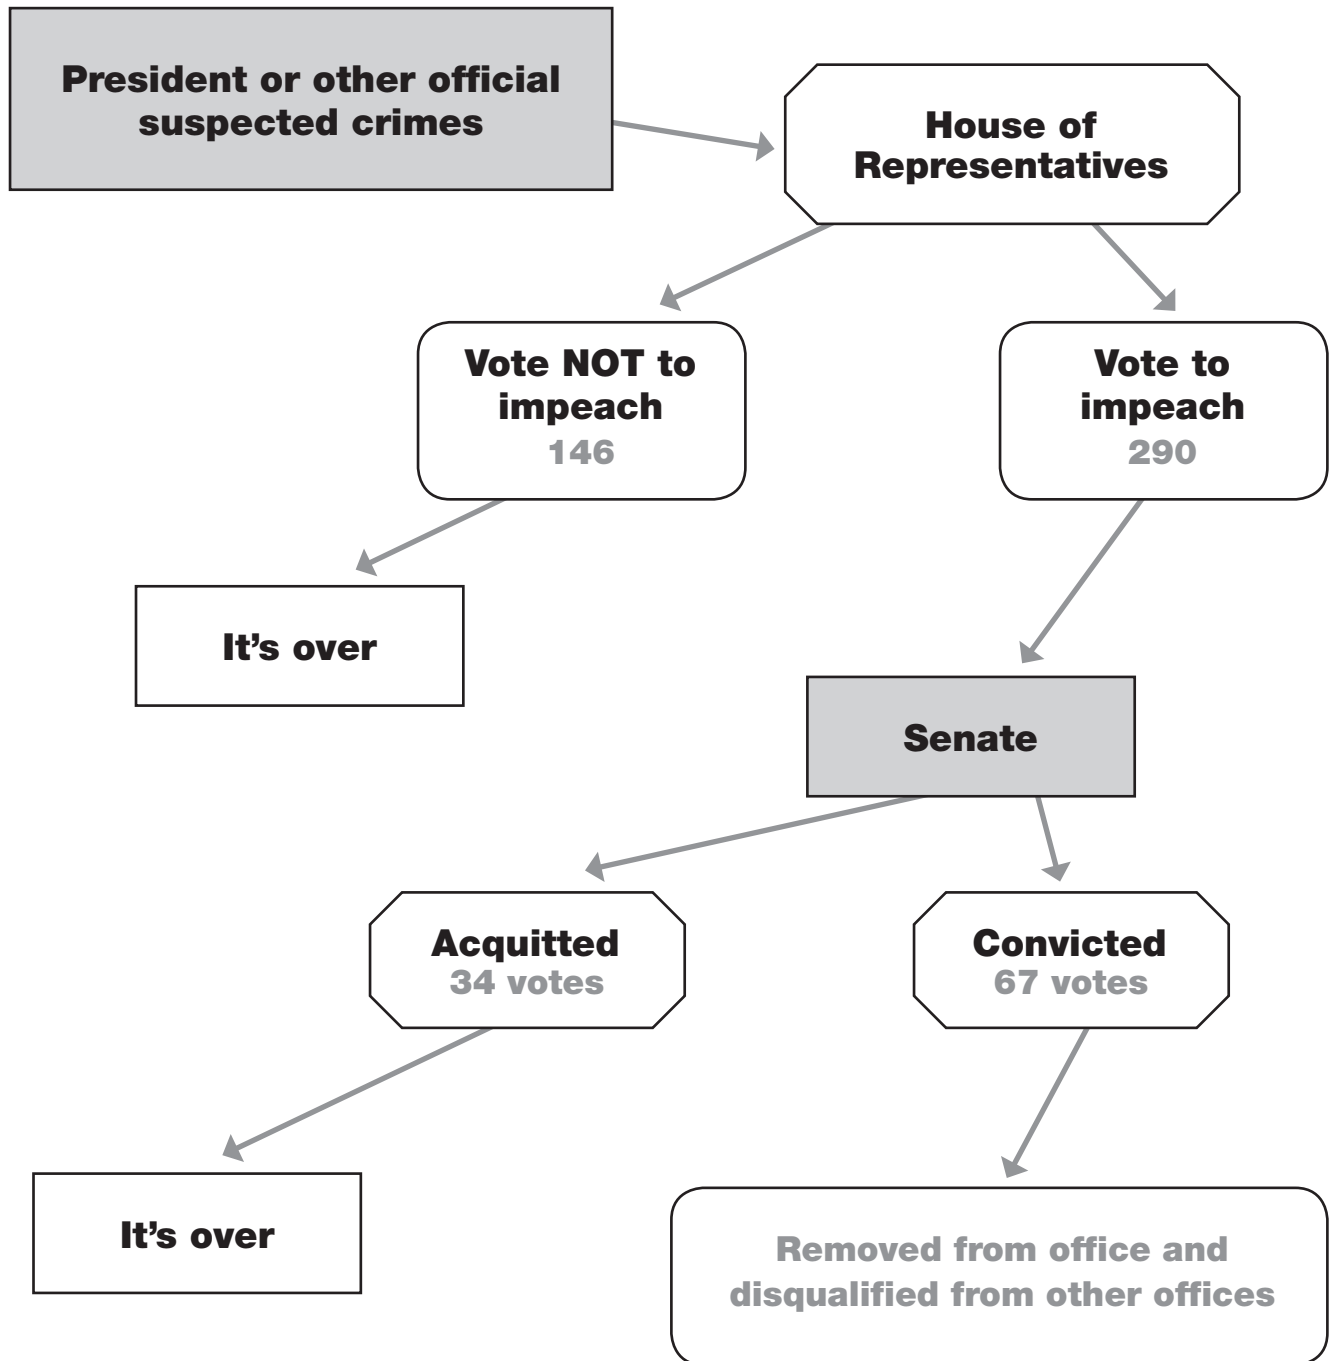 President or other official
suspected crimes
House of
Representatives
Vote NOT to
impeach
146
Vote to
impeach
290
It’s over
Senate
Acquitted
34 votes
Convicted
67 votes
It’s over
Removed from office and
disqualified from other offices